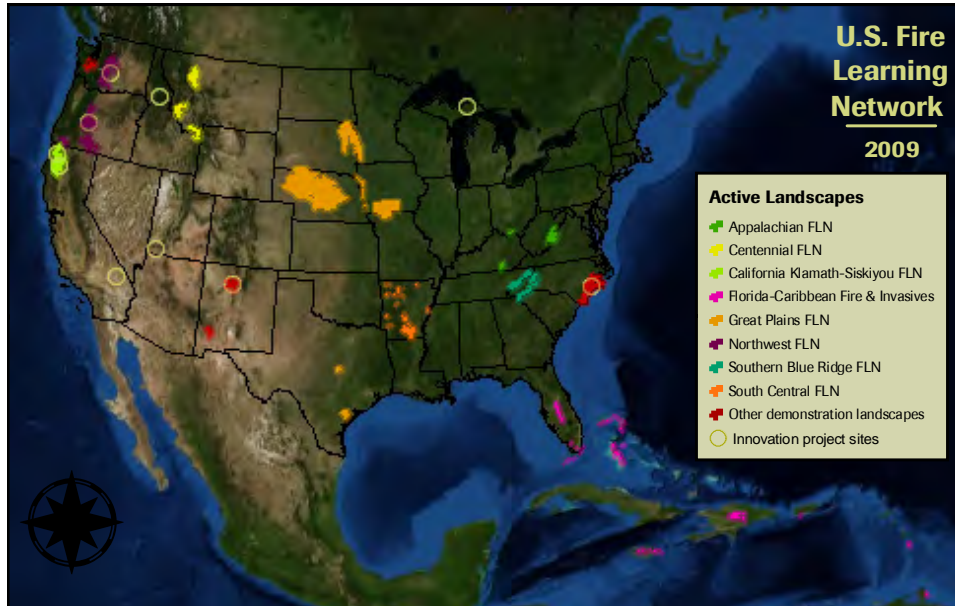 U.S. Fire
Learning
Network
2009
Active Landscapes
Appalachian FLN
Centennial FLN
California Klamath-Siskiyou FLN
Florida-Caribbean Fire & Invasives
Great Plains FLN
Northwest FLN
Southern Blue Ridge FLN
South Central FLN
Other demonstration landscapes
Innovation project sites